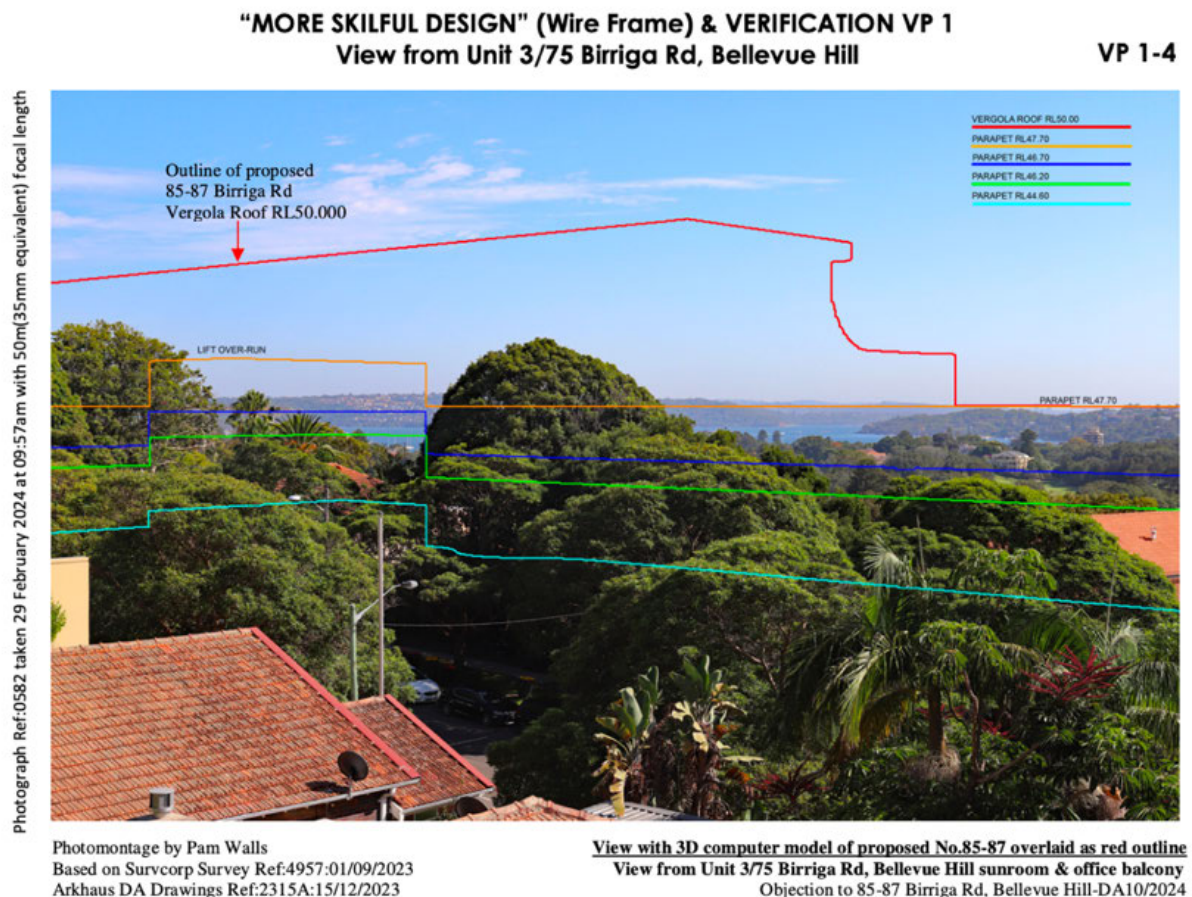 “MORE SKILFUL DESIGN” (Wire Frame) & VERIFICATION VP 1
View from Unit 3/75 Birriga Rd, Bellevue Hill
VP 1-4
Photograph Ref:0582 taken 29 February 2024 at 09:57am with 50m(35mm equivalent) focal length
VERGOLA ROOF RL50.00
PARAPET RL47.70
PARAPET RL46.70
PARAPET RL46.20
PARAPET RL44.60
Outline of proposed
85-87 Birriga Rd
Vergola Roof RL50.000
LIFT OVER-RUN
PARAPET RL47.70
Photomontage by Pam Walls
Based on Survcorp Survey Ref:4957:01/09/2023
Arkhaus DA Drawings Ref:2315A:15/12/2023
View with 3D computer model of proposed No.85-87 overlaid as red outline
View from Unit 3/75 Birriga Rd, Bellevue Hill sunroom & office balcony
Objection to 85-87 Birriga Rd, Bellevue Hill-DA10/2024